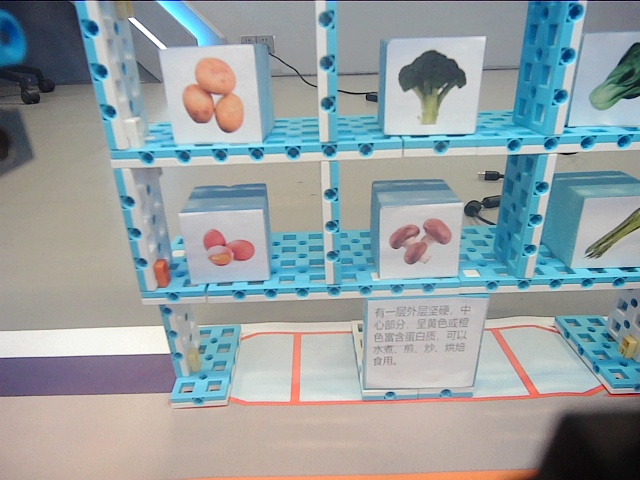 有一层外层坚硬，中
心部分，呈黄色或橙
色富含蛋白质，可以
水煮、煎、炒、烘焙
食用。